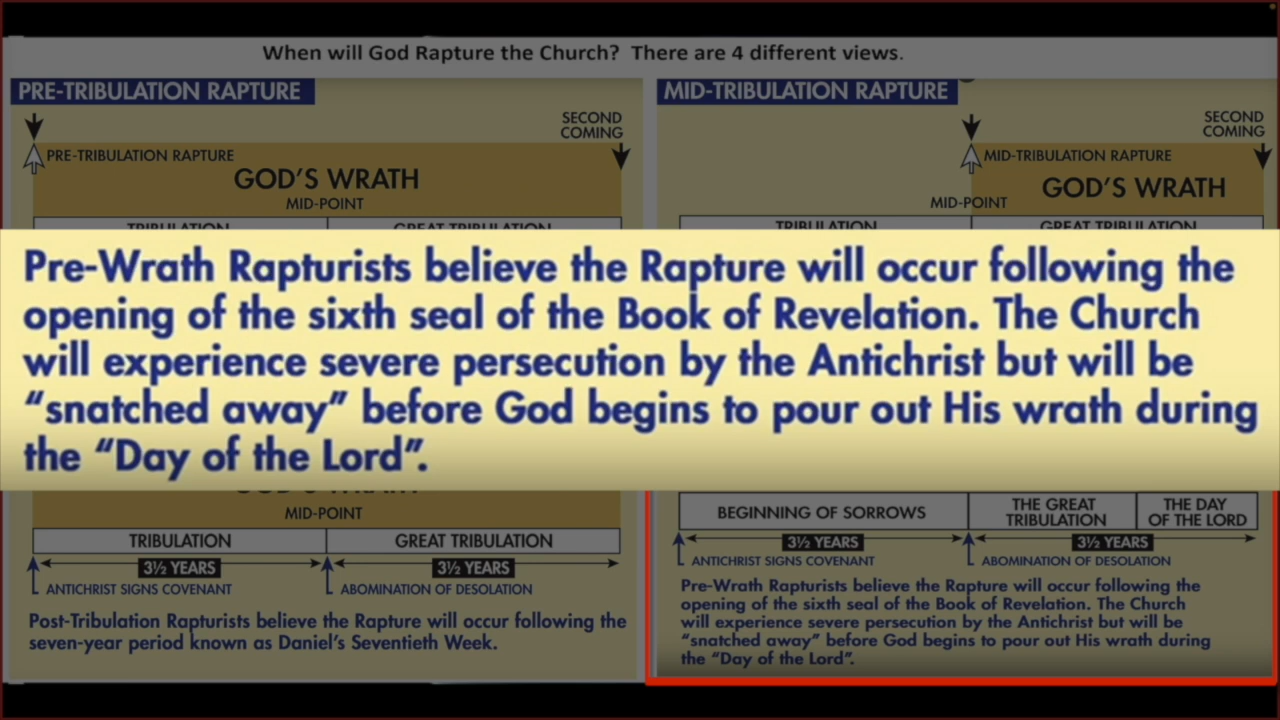 When will God Rapture the Church? There are 4 different views.
PRE-TRIBULATION RAPTURE
SECOND
COMING
PRE-TRIBULATION RAPTURE
GOD'S WRATH
MID-POINT
TRIBULATION
GREAT TRIBULATION
MID-TRIBULATION RAPTURE
SECOND
COMING
MID-TRIBULATION RAPTURE
GOD'S WRATH
MID-POINT
TRIBULATION
GREAT TRIBULATION
Pre-Wrath Rapturists believe the Rapture will occur following the
opening of the sixth seal of the Book of Revelation. The Church
will experience severe persecution by the Antichrist but will be
“snatched away” before God begins to pour out His wrath during
the “Day of the Lord”.
GOD'S WRATH
MID-POINT
TRIBULATION
GREAT TRIBULATION
3½ YEARS
3½ YEARS
ANTICHRIST SIGNS COVENANT
ABOMINATION OF DESOLATION
Post-Tribulation Rapturists believe the Rapture will occur following the
seven-year period known as Daniel's Seventieth Week.
BEGINNING OF SORROWS
THE GREAT
TRIBULATION
THE DAY
OF THE LORD
3½ YEARS
3½ YEARS
ANTICHRIST SIGNS COVENANT
ABOMINATION OF DESOLATION
Pre-Wrath Rapturists believe the Rapture will occur following the
opening of the sixth seal of the Book of Revelation. The Church
will experience severe persecution by the Antichrist but will be
“snatched away” before God begins to pour out His wrath during
the “Day of the Lord”.